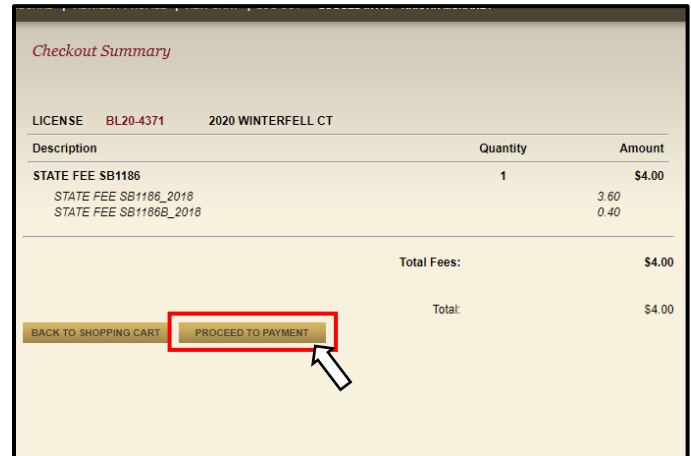 Checkout Summary
LICENSE BL20-4371 2020 WINTERFELL CT
Description Quantity Amount
STATE FEE SB1186 1 $4.00
STATE FEE SB1186_2018 3.60
STATE FEE SB1186B_2018 0.40
Total Fees: $4.00
Total: $4.00
BACK TO SHOPPING CART PROCEED TO PAYMENT